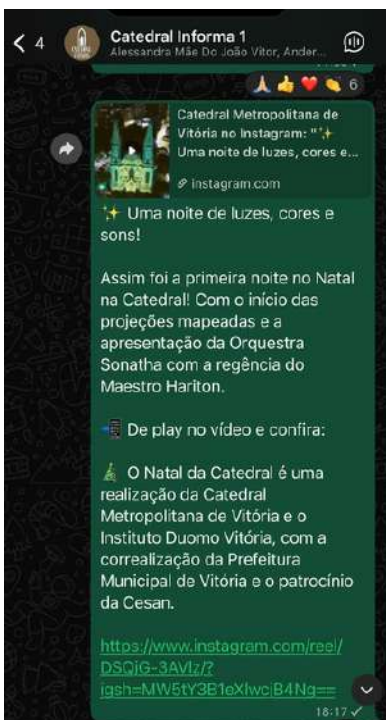 4
Catedral Informa 1
Alessandra Mãe Do João Vitor, Ander...
6
Catedral Metropolitana de
Vitória no Instagram: "✨
Uma noite de luzes, cores e...
instagram.com
✨ Uma noite de luzes, cores e
sons!
Assim foi a primeira noite no Natal
na Catedral! Com o início das
projeções mapeadas e a
apresentação da Orquestra
Sonatha com a regência do
Maestro Hariton.
📲 De play no vídeo e confira:
🎄 O Natal da Catedral é uma
realização da Catedral
Metropolitana de Vitória e o
Instituto Duomo Vitória, com a
correalização da Prefeitura
Municipal de Vitória e o patrocínio
da Cesan.
https://www.instagram.com/reel/
DSQjG-3AVlz/?
igsh=MW5tY3B1eXlwcjB4Ng==
18:17